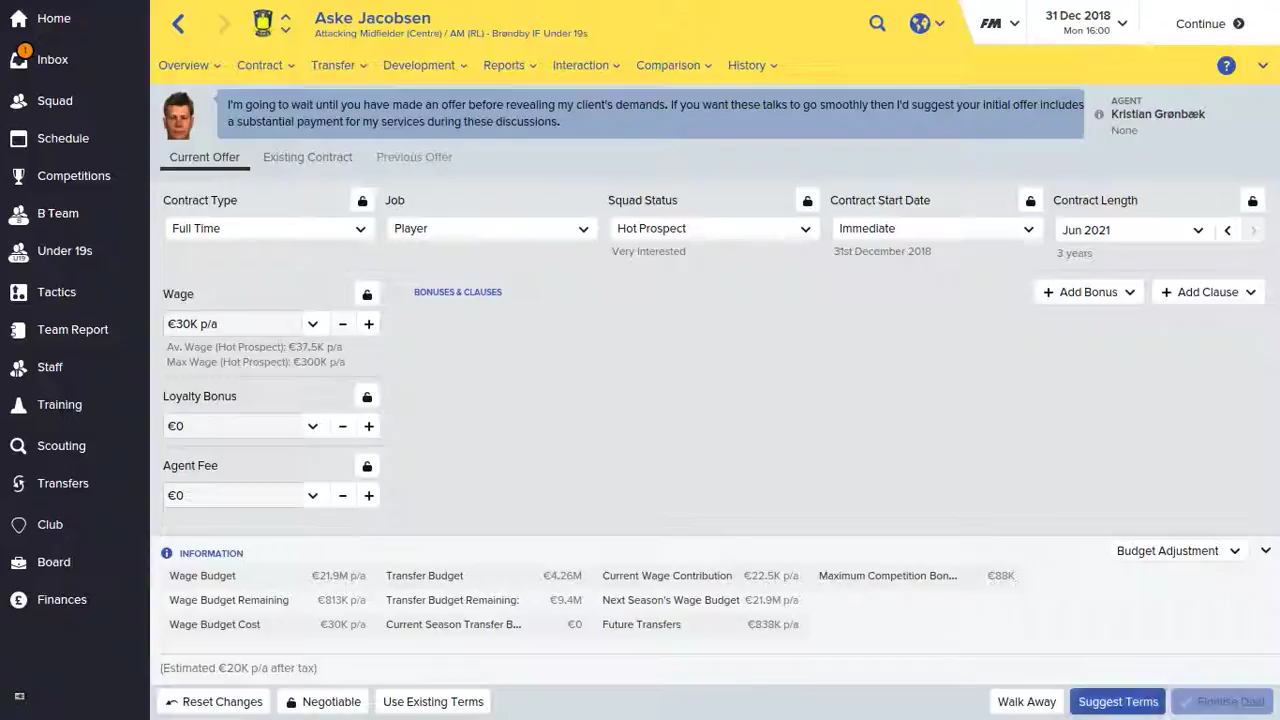 Home
Inbox
1
Squad
Schedule
Competitions
B Team
Under 19s
U19
Tactics
Team Report
Staff
Training
Scouting
Transfers
Club
Board
Finances
Aske Jacobsen
Attacking Midfielder (Centre) / AM (RL) - Brøndby IF Under 19s
FM
31 Dec 2018
Mon 16:00
Continue
Overview Contract Transfer Development Reports Interaction Comparison History
?
I'm going to wait until you have made an offer before revealing my client's demands. If you want these talks to go smoothly then I'd suggest your initial offer includes
a substantial payment for my services during these discussions.
AGENT
Kristian Grønbæk
None
Current Offer Existing Contract Previous Offer
Contract Type Job Squad Status Contract Start Date Contract Length
Full Time Player Hot Prospect Immediate Jun 2021
Very Interested 31st December 2018 3 years
Wage
BONUSES & CLAUSES
+ Add Bonus + Add Clause
€30K p/a - +
Av. Wage (Hot Prospect): €37.5K p/a
Max Wage (Hot Prospect): €300K p/a
Loyalty Bonus
€0 - +
Agent Fee
€0 - +
INFORMATION
Budget Adjustment
Wage Budget €21.9M p/a Transfer Budget €4.26M Current Wage Contribution €22.5K p/a Maximum Competition Bon... €88K
Wage Budget Remaining €813K p/a Transfer Budget Remaining: €9.4M Next Season's Wage Budget €21.9M p/a
Wage Budget Cost €30K p/a Current Season Transfer B... €0 Future Transfers €838K p/a
(Estimated €20K p/a after tax)
Reset Changes Negotiable Use Existing Terms Walk Away Suggest Terms Finalise Deal